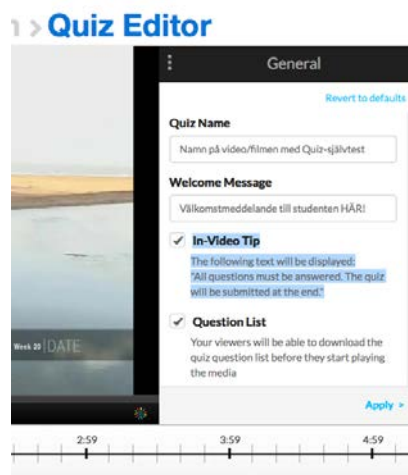 > Quiz Editor
General
Revert to defaults
Quiz Name
Namn på video/filmen med Quiz-självtest
Welcome Message
Välkomstmeddelande till studenten HÄR!
In-Video Tip
The following text will be displayed:
"All questions must be answered. The quiz
will be submitted at the end."
Question List
Your viewers will be able to download the
quiz question list before they start playing
the media
Week 20 | DATE
Apply >
2:59 3:59 4:59